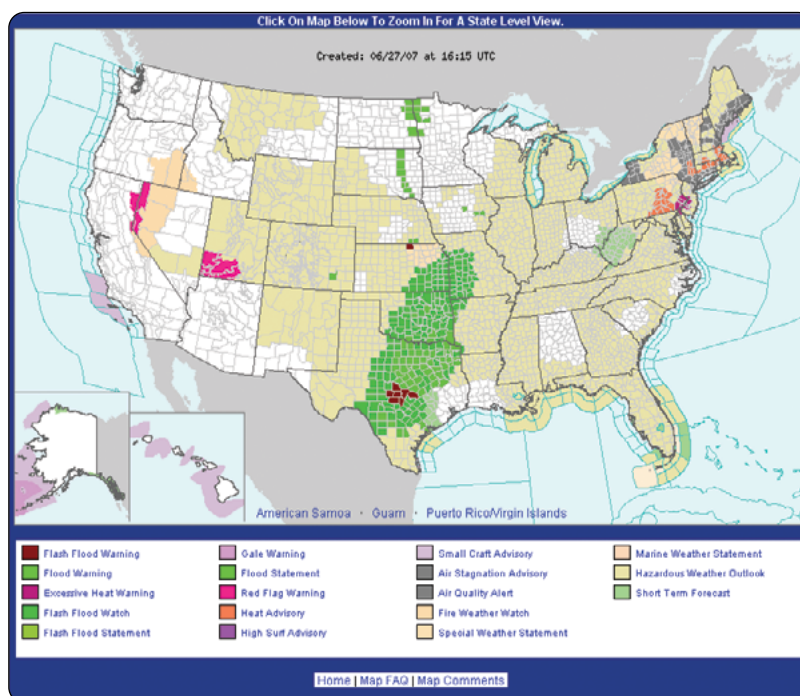 Click On Map Below To Zoom In For A State Level View.
Created: 06/27/07 at 16:15 UTC
American Samoa · Guam · Puerto Rico/Virgin Islands
Flash Flood Warning
Flood Warning
Excessive Heat Warning
Flash Flood Watch
Flash Flood Statement
Gale Warning
Flood Statement
Red Flag Warning
Heat Advisory
High Surf Advisory
Small Craft Advisory
Air Stagnation Advisory
Air Quality Alert
Fire Weather Watch
Special Weather Statement
Marine Weather Statement
Hazardous Weather Outlook
Short Term Forecast
Home | Map FAQ | Map Comments